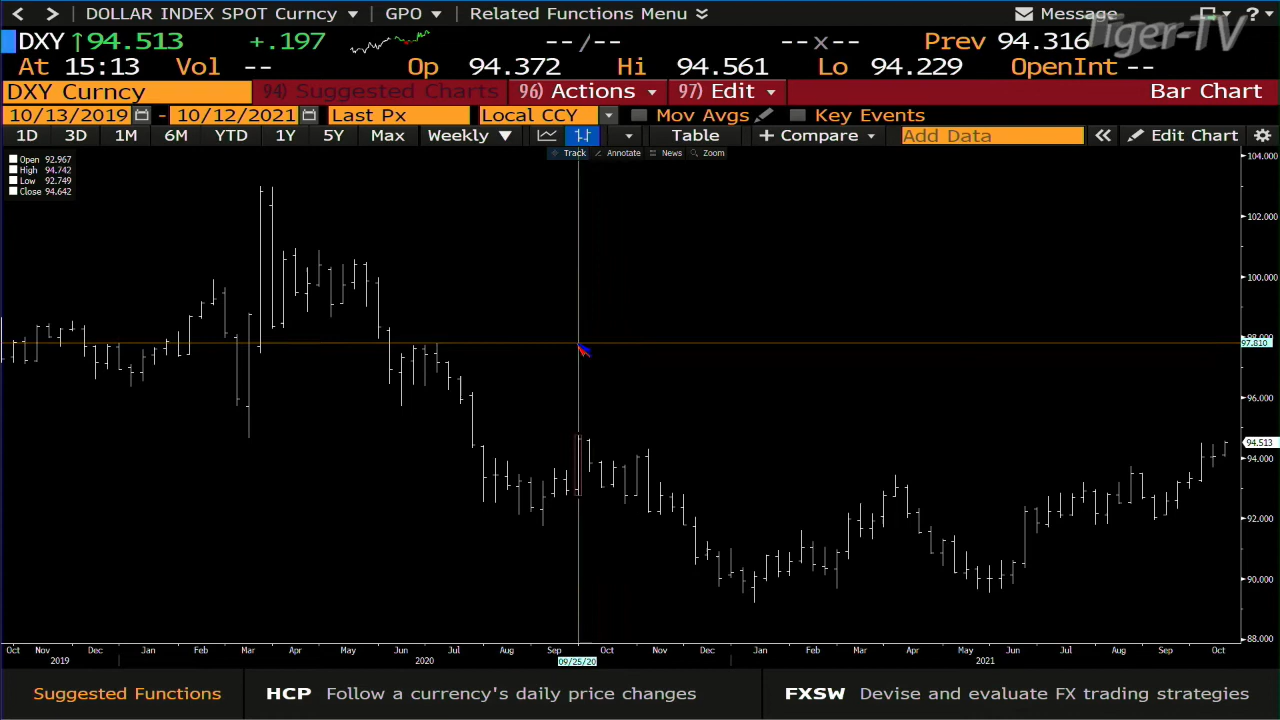 DOLLAR INDEX SPOT Curncy GPO Related Functions Menu Message ?
Tiger-TV
DXY ↑94.513 +.197 --/-- --x-- Prev 94.316
At 15:13 Vol -- Op 94.372 Hi 94.561 Lo 94.229 OpenInt --
DXY Curncy 94) Suggested Charts 96) Actions 97) Edit Bar Chart
10/13/2019 - 10/12/2021 Last Px Local CCY Mov Avgs Key Events
1D 3D 1M 6M YTD 1Y 5Y Max Weekly Table + Compare Add Data « Edit Chart
Track Annotate News Zoom
Open 92.967
High 94.742
Low 92.749
Close 94.642
104.000
102.000
100.000
97.810
96.000
94.513
94.000
92.000
90.000
88.000
Oct Nov Dec Jan Feb Mar Apr May Jun Jul Aug Sep Oct Nov Dec Jan Feb Mar Apr May Jun Jul Aug Sep Oct
2019 2020 09/25/20 2021
Suggested Functions HCP Follow a currency's daily price changes FXSW Devise and evaluate FX trading strategies